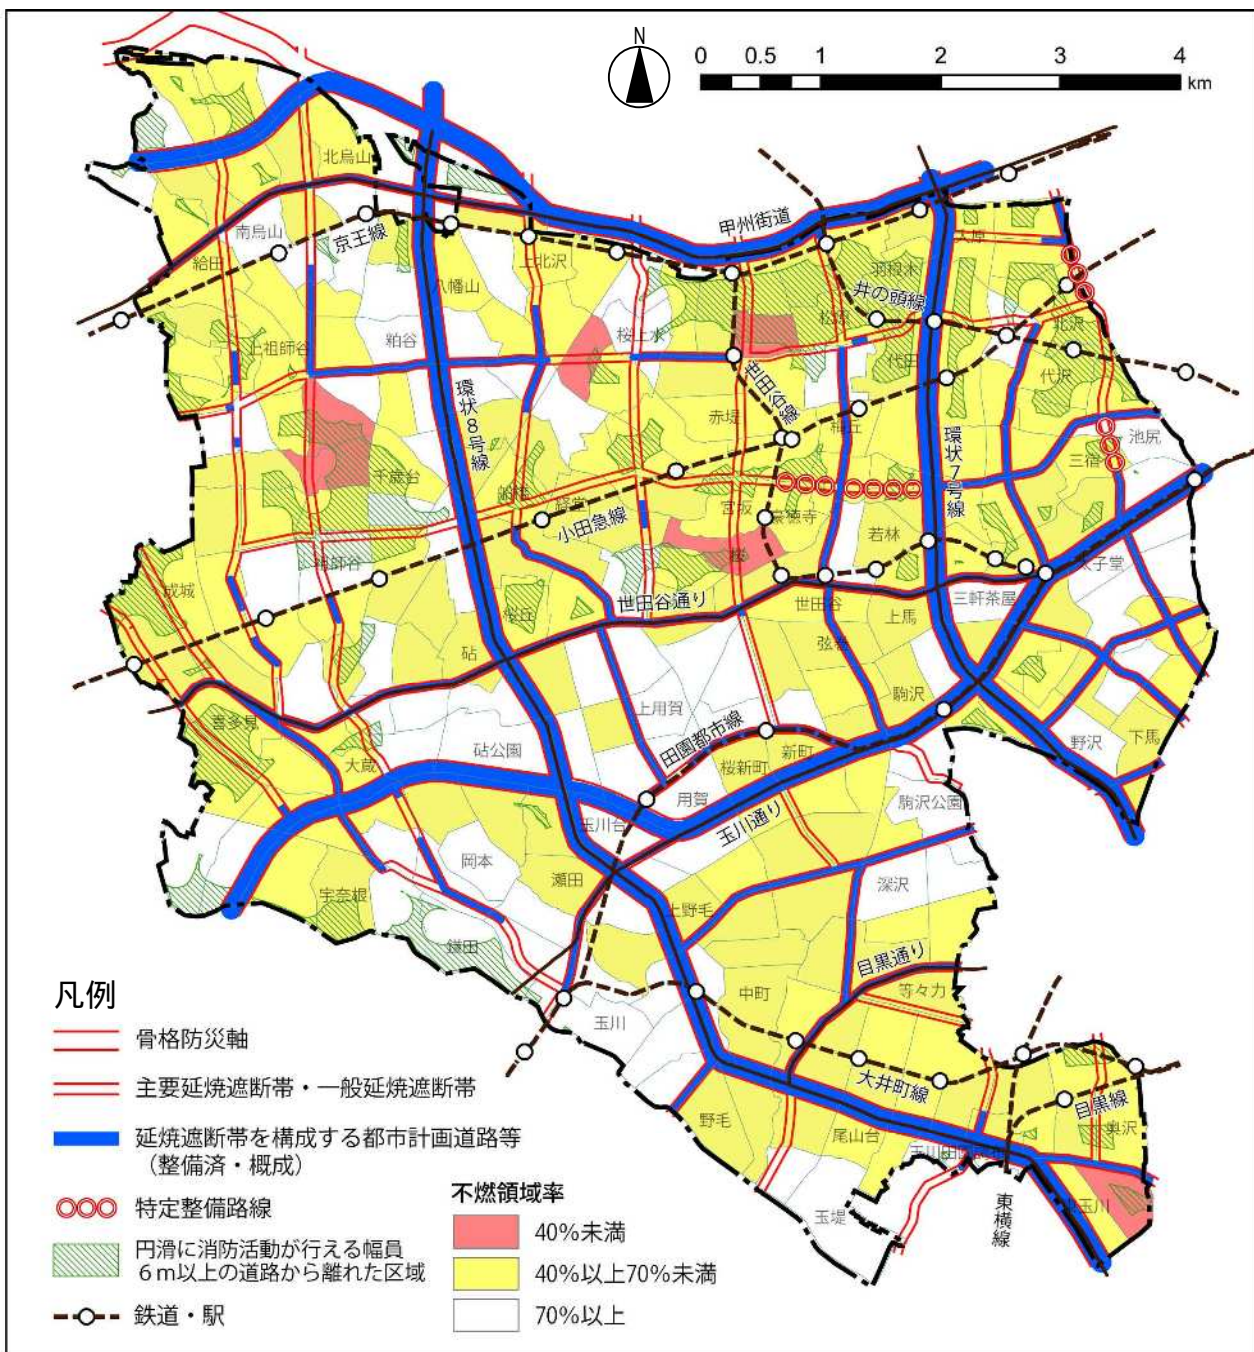 N
0
0.5
1
2
3
4
km
北烏山
南烏山
給田
京王線
八幡山
上北沢
甲州街道
大原
羽根木
井の頭線
北沢
松原
代田
代沢
上祖師谷
粕谷
桜上水
世田谷線
環状8号線
赤堤
梅丘
環状7号線
池尻
三宿
千歳台
船橋
経堂
小田急線
宮坂
豪徳寺
若林
太子堂
祖師谷
成城
桜
世田谷通り
世田谷
上馬
三軒茶屋
桜丘
砧
弦巻
駒沢
上用賀
喜多見
砧公園
田園都市線
新町
桜新町
野沢
下馬
大蔵
用賀
玉川通り
駒沢公園
玉川台
岡本
瀬田
深沢
宇奈根
上野毛
鎌田
目黒通り
等々力
中町
玉川
大井町線
目黒線
奥沢
野毛
尾山台
玉川田園調布
東玉川
玉堤
東横線
凡例
骨格防災軸
主要延焼遮断帯・一般延焼遮断帯
延焼遮断帯を構成する都市計画道路等
（整備済・概成）
特定整備路線
円滑に消防活動が行える幅員
6m以上の道路から離れた区域
鉄道・駅
不燃領域率
40%未満
40%以上70%未満
70%以上